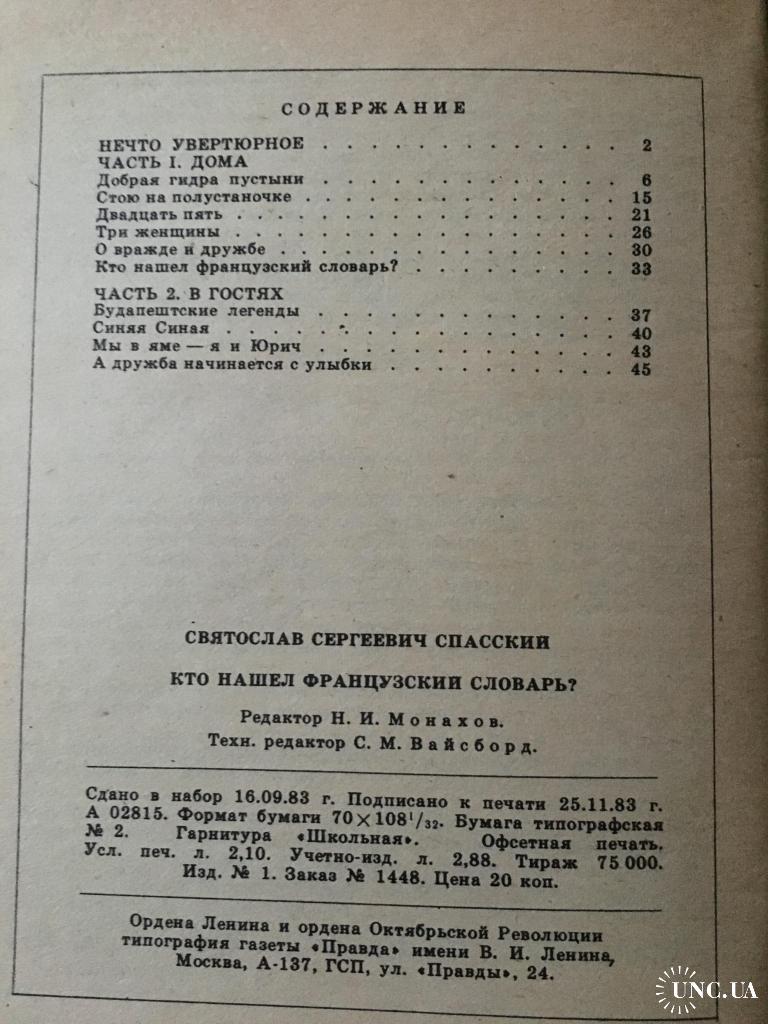 СОДЕРЖАНИЕ
НЕЧТО УВЕРТЮРНОЕ . . . . . . . . . . . . . 2
ЧАСТЬ I. ДОМА
Добрая гидра пустыни . . . . . . . . . . . . . 6
Стою на полустаночке . . . . . . . . . . . . . . 15
Двадцать пять . . . . . . . . . . . . . . . . . 21
Три женщины . . . . . . . . . . . . . . . . . 26
О вражде и дружбе . . . . . . . . . . . . . . . 30
Кто нашел французский словарь? . . . . . . . . . 33
ЧАСТЬ 2. В ГОСТЯХ
Будапештские легенды . . . . . . . . . . . . . 37
Синяя Синая . . . . . . . . . . . . . . . . . 40
Мы в яме — я и Юрич . . . . . . . . . . . . . 43
А дружба начинается с улыбки . . . . . . . . . . 45
СВЯТОСЛАВ СЕРГЕЕВИЧ СПАССКИЙ
КТО НАШЕЛ ФРАНЦУЗСКИЙ СЛОВАРЬ?
Редактор Н. И. Монахов.
Техн. редактор С. М. Вайсборд.
Сдано в набор 16.09.83 г. Подписано к печати 25.11.83 г.
А 02815. Формат бумаги 70×108¹/₃₂. Бумага типографская
№ 2. Гарнитура «Школьная». Офсетная печать.
Усл. печ. л. 2,10. Учетно-изд. л. 2,88. Тираж 75 000.
Изд. № 1. Заказ № 1448. Цена 20 коп.
Ордена Ленина и ордена Октябрьской Революции
типография газеты «Правда» имени В. И. Ленина,
Москва, А-137, ГСП, ул. «Правды», 24.
UNC.UA